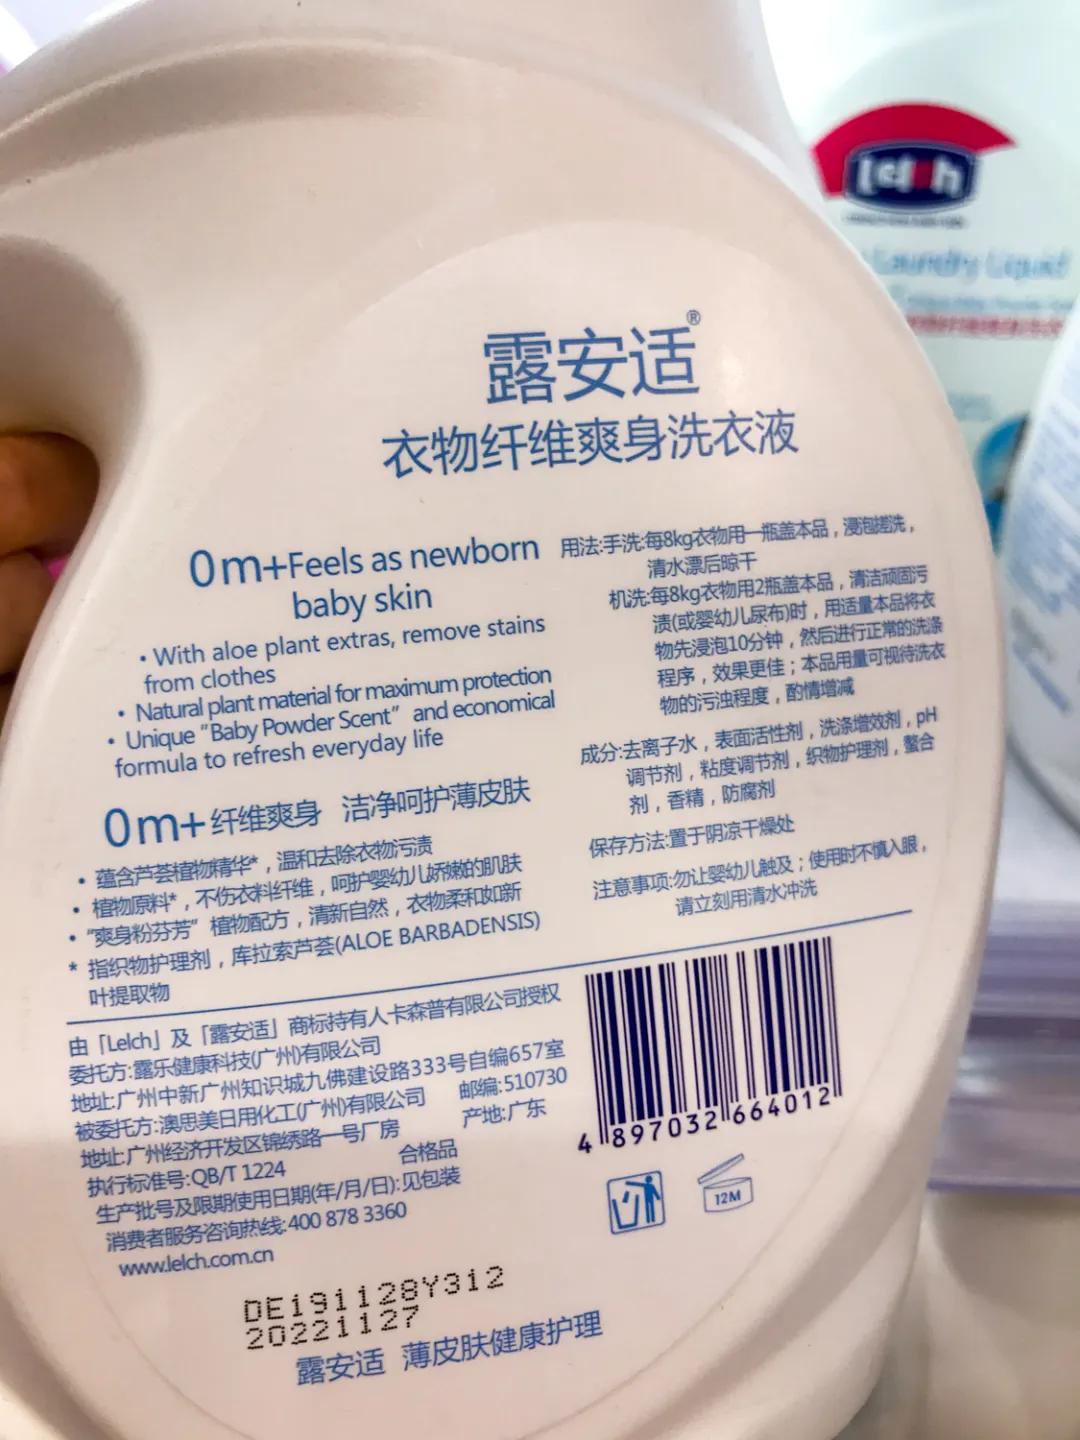 Lelch
Laundry Liquid
露安适®
衣物纤维爽身洗衣液
0m+Feels as newborn
baby skin
• With aloe plant extras, remove stains
from clothes
• Natural plant material for maximum protection
• Unique "Baby Powder Scent" and economical
formula to refresh everyday life
0m+纤维爽身 洁净呵护薄皮肤
• 蕴含芦荟植物精华*，温和去除衣物污渍
• 植物原料*，不伤衣料纤维，呵护婴幼儿娇嫩的肌肤
• “爽身粉芬芳”植物配方，清新自然，衣物柔和如新
* 指织物护理剂，库拉索芦荟(ALOE BARBADENSIS)
叶提取物
用法:手洗:每8kg衣物用一瓶盖本品，浸泡搓洗，
清水漂后晾干
机洗:每8kg衣物用2瓶盖本品，清洁顽固污
渍(或婴幼儿尿布)时，用适量本品将衣
物先浸泡10分钟，然后进行正常的洗涤
程序，效果更佳；本品用量可视待洗衣
物的污浊程度，酌情增减
成分:去离子水，表面活性剂，洗涤增效剂，pH
调节剂，粘度调节剂，织物护理剂，螯合
剂，香精，防腐剂
保存方法:置于阴凉干燥处
注意事项:勿让婴幼儿触及；使用时不慎入眼，
请立刻用清水冲洗
由「Lelch」及「露安适」商标持有人卡森普有限公司授权
委托方:露乐健康科技(广州)有限公司
地址:广州中新广州知识城九佛建设路333号自编657室
被委托方:澳思美日用化工(广州)有限公司 邮编:510730
地址:广州经济开发区锦绣路一号厂房 产地:广东
执行标准号:QB/T 1224 合格品
生产批号及限期使用日期(年/月/日):见包装
消费者服务咨询热线:400 878 3360
www.lelch.com.cn
4 897032 664012
12M
DE191128Y312
20221127
露安适 薄皮肤健康护理